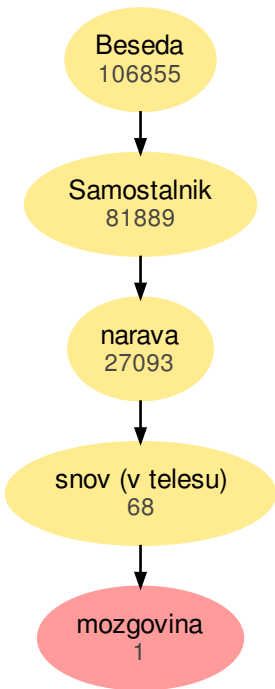 Beseda
106855
Samostalnik
81889
narava
27093
snov (v telesu)
68
mozgovina
1